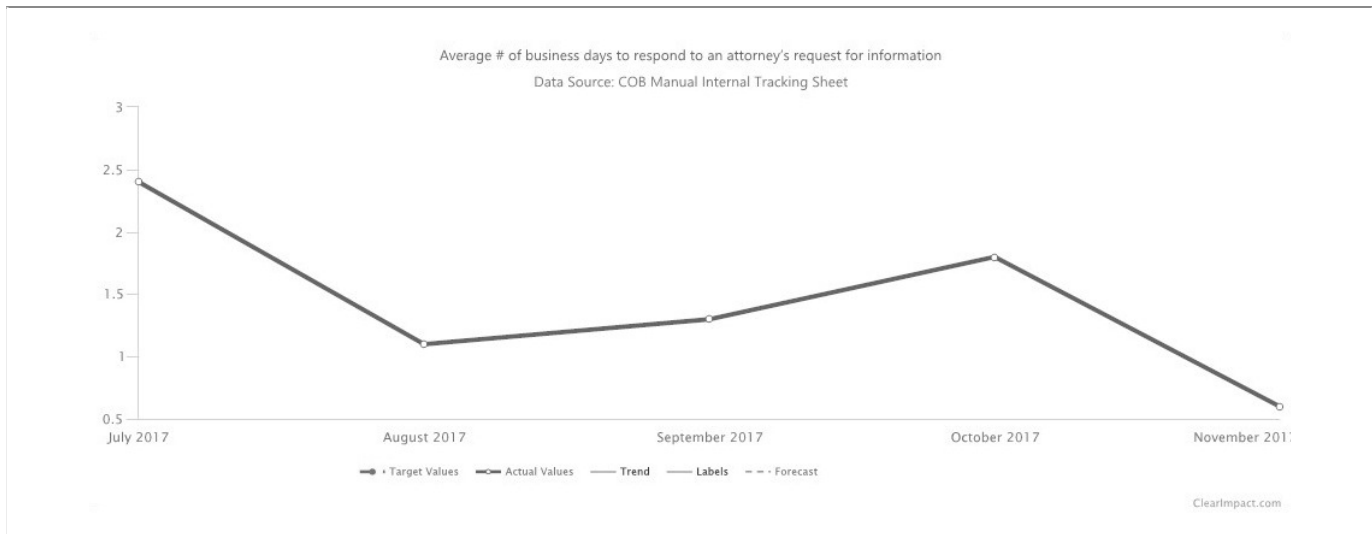 Average # of business days to respond to an attorney's request for information
Data Source: COB Manual Internal Tracking Sheet
3
2.5
2
1.5
1
0.5
July 2017 August 2017 September 2017 October 2017 November 201
Target Values Actual Values Trend Labels Forecast
ClearImpact.com